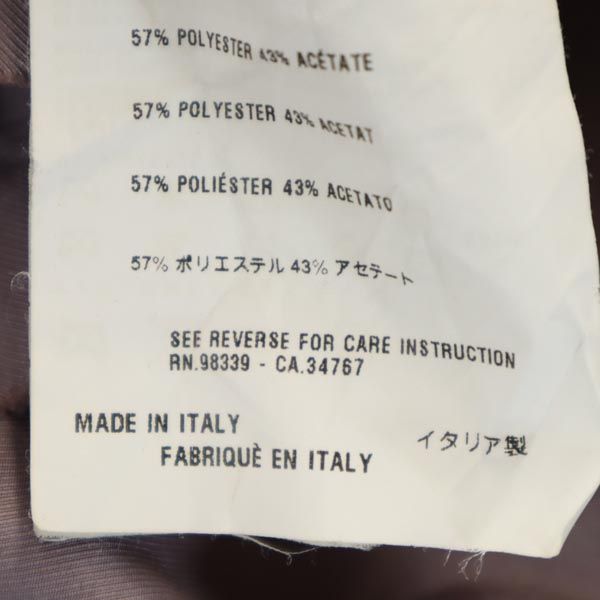 57% POLYESTER 43% ACÉTATE
57% POLYESTER 43% ACETAT
57% POLIÉSTER 43% ACETATO
57% ポリエステル 43% アセテート
SEE REVERSE FOR CARE INSTRUCTION
RN.98339 - CA.34767
MADE IN ITALY
FABRIQUÈ EN ITALY
イタリア製